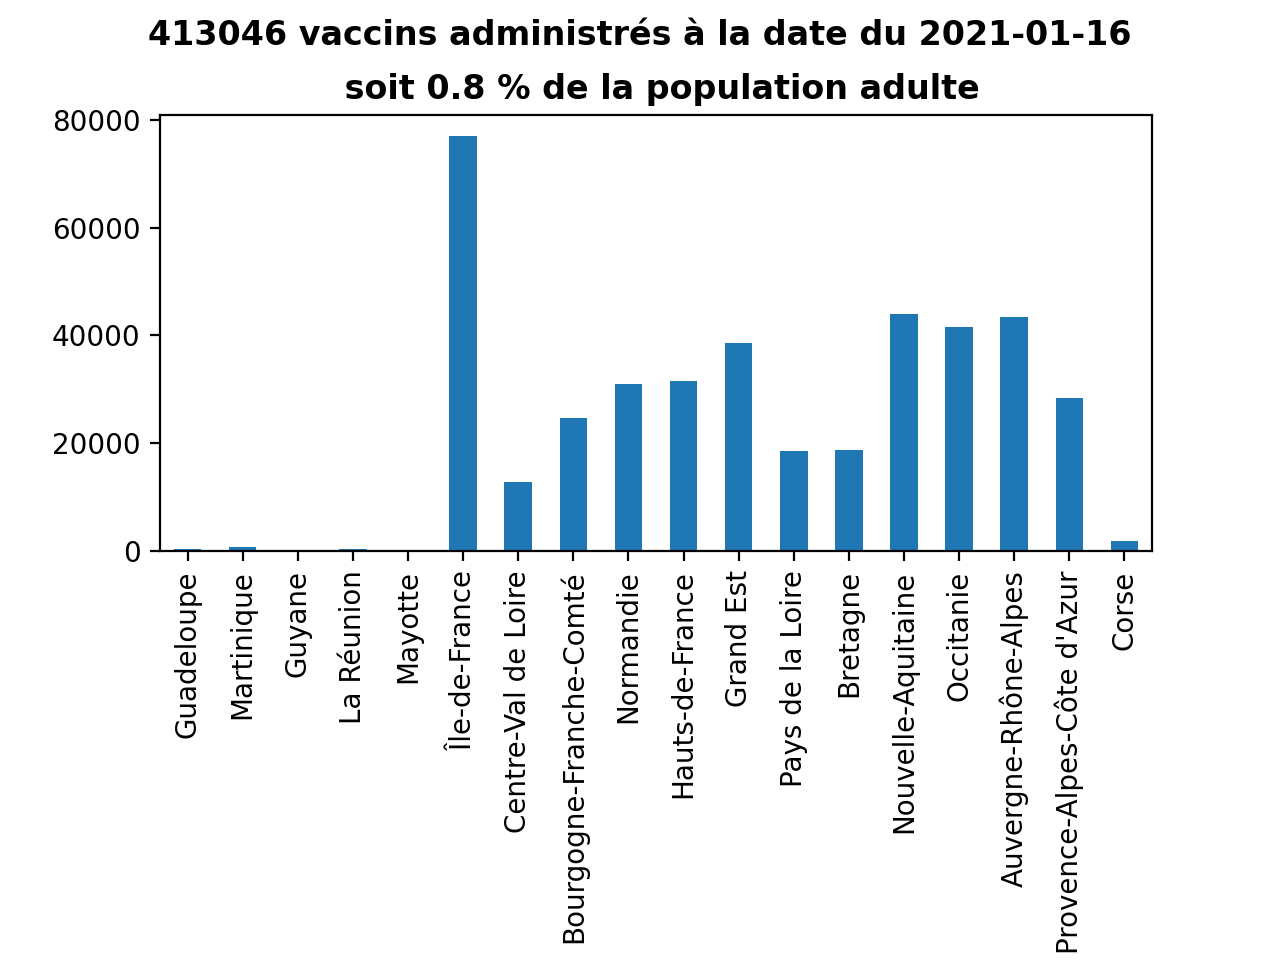 413046 vaccins administrés à la date du 2021-01-16
soit 0.8 % de la population adulte
80000
60000
40000
20000
0
Guadeloupe
Martinique
Guyane
La Réunion
Mayotte
Île-de-France
Centre-Val de Loire
Bourgogne-Franche-Comté
Normandie
Hauts-de-France
Grand Est
Pays de la Loire
Bretagne
Nouvelle-Aquitaine
Occitanie
Auvergne-Rhône-Alpes
Provence-Alpes-Côte d'Azur
Corse